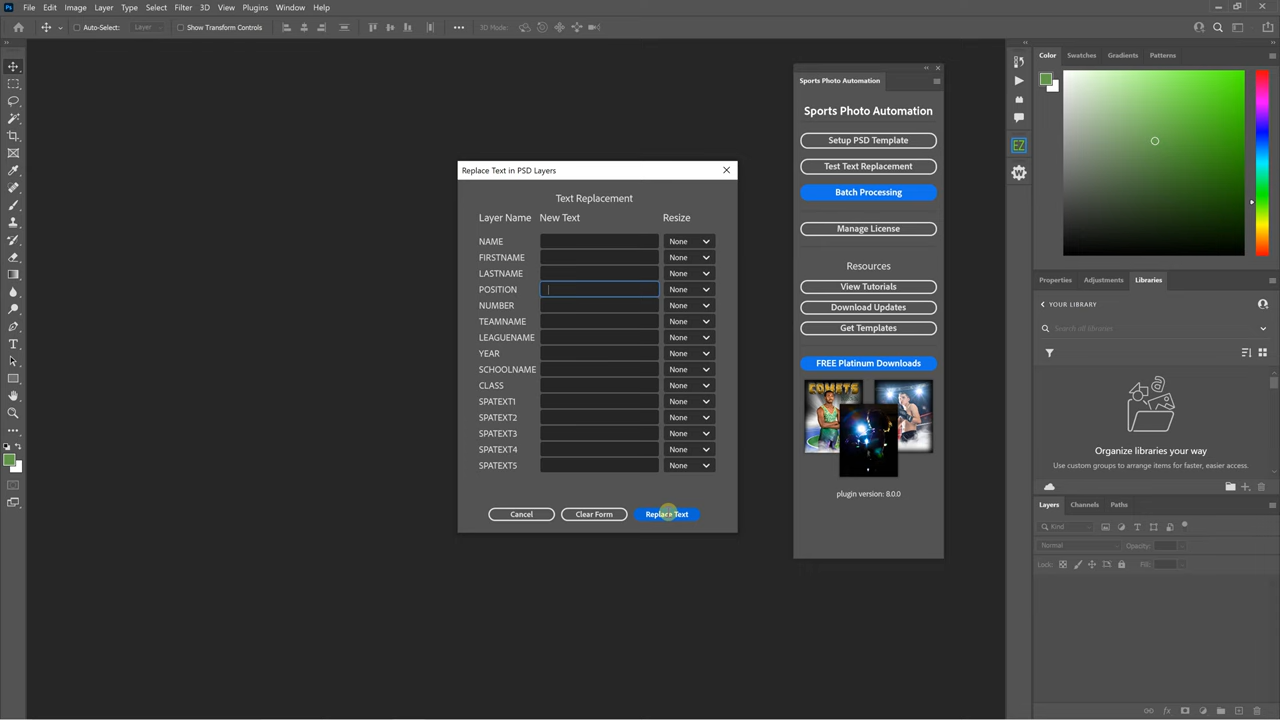 Ps File Edit Image Layer Type Select Filter 3D View Plugins Window Help
Auto-Select: Layer Show Transform Controls 3D Mode:
Color Swatches Gradients Patterns
Sports Photo Automation
Sports Photo Automation
Setup PSD Template
Test Text Replacement
Batch Processing
Manage License
Resources
View Tutorials
Download Updates
Get Templates
FREE Platinum Downloads
COMETS
plugin version: 8.0.0
Replace Text in PSD Layers
Text Replacement
Layer Name New Text Resize
NAME None
FIRSTNAME None
LASTNAME None
POSITION None
NUMBER None
TEAMNAME None
LEAGUENAME None
YEAR None
SCHOOLNAME None
CLASS None
SPATEXT1 None
SPATEXT2 None
SPATEXT3 None
SPATEXT4 None
SPATEXT5 None
Cancel Clear Form Replace Text
EZ
W
Properties Adjustments Libraries
YOUR LIBRARY
Search all libraries
Organize libraries your way
Use custom groups to arrange items for faster, easier access.
Layers Channels Paths
Kind
Normal Opacity:
Lock: Fill: